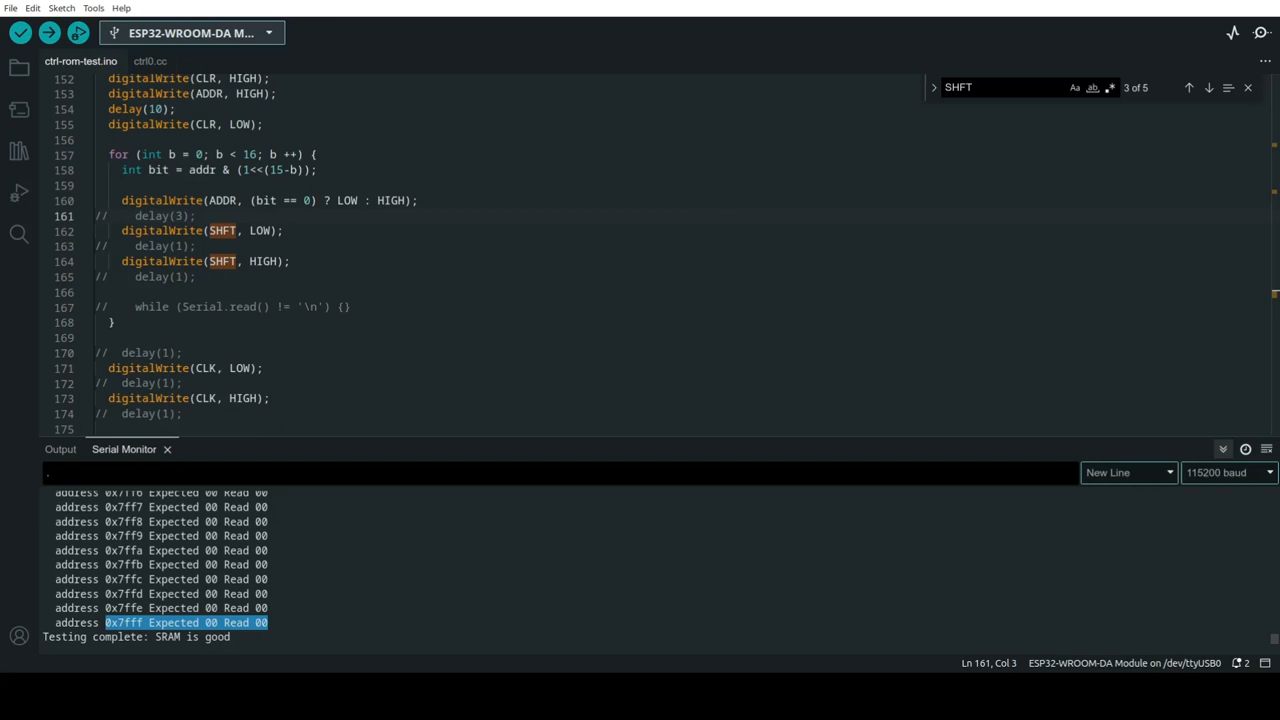 File Edit Sketch Tools Help
ESP32-WROOM-DA M...
ctrl-rom-test.ino ctrl0.cc
SHFT Aa ab .* 3 of 5
152 digitalWrite(CLR, HIGH);
153 digitalWrite(ADDR, HIGH);
154 delay(10);
155 digitalWrite(CLR, LOW);
156
157 for (int b = 0; b < 16; b ++) {
158 int bit = addr & (1<<(15-b));
159
160 digitalWrite(ADDR, (bit == 0) ? LOW : HIGH);
161 // delay(3);
162 digitalWrite(SHFT, LOW);
163 // delay(1);
164 digitalWrite(SHFT, HIGH);
165 // delay(1);
166
167 // while (Serial.read() != '\n') {}
168 }
169
170 // delay(1);
171 digitalWrite(CLK, LOW);
172 // delay(1);
173 digitalWrite(CLK, HIGH);
174 // delay(1);
175
Output Serial Monitor
.
New Line 115200 baud
address 0x7ff6 Expected 00 Read 00
address 0x7ff7 Expected 00 Read 00
address 0x7ff8 Expected 00 Read 00
address 0x7ff9 Expected 00 Read 00
address 0x7ffa Expected 00 Read 00
address 0x7ffb Expected 00 Read 00
address 0x7ffc Expected 00 Read 00
address 0x7ffd Expected 00 Read 00
address 0x7ffe Expected 00 Read 00
address 0x7fff Expected 00 Read 00
Testing complete: SRAM is good
Ln 161, Col 3 ESP32-WROOM-DA Module on /dev/ttyUSB0 2